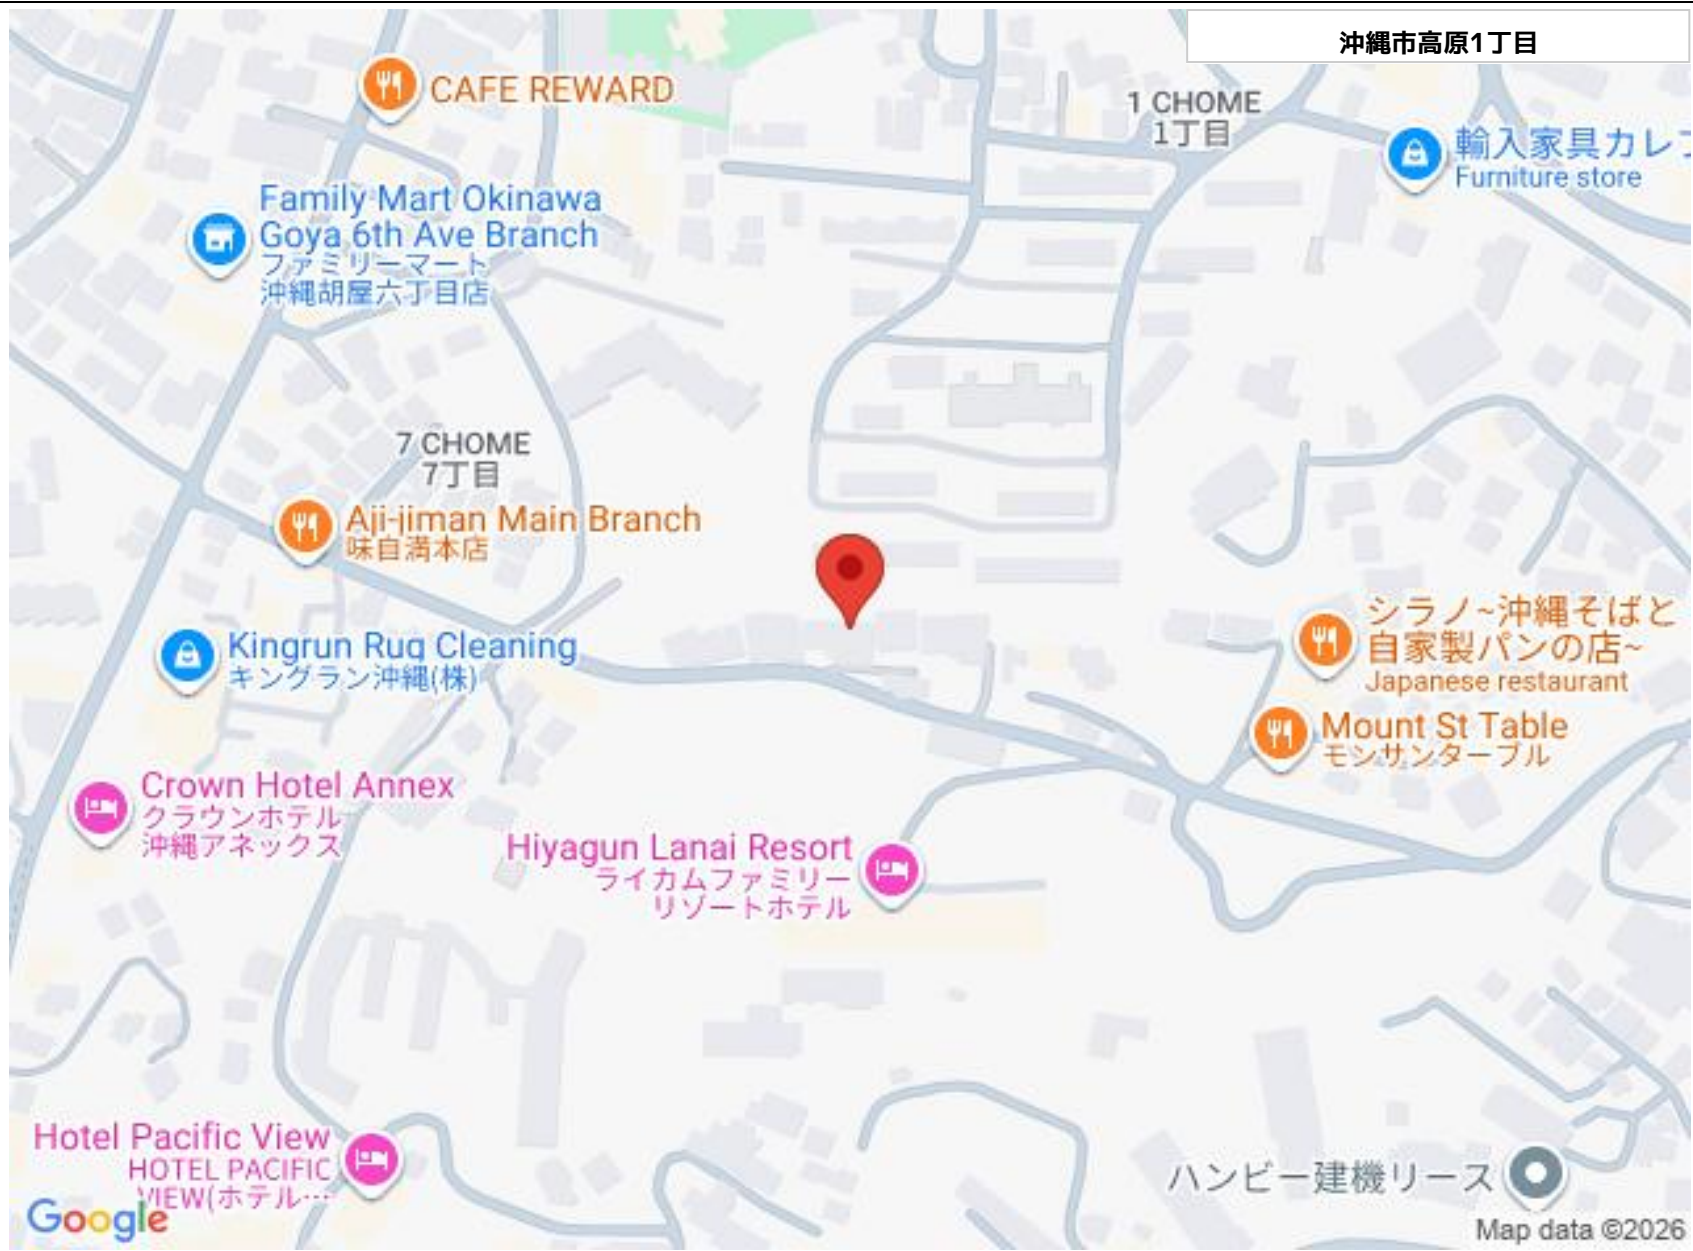 沖縄市高原1丁目
CAFE REWARD
1 CHOME
1丁目
輸入家具カレ
Furniture store
Family Mart Okinawa
Goya 6th Ave Branch
ファミリーマート
沖縄胡屋六丁目店
7 CHOME
7丁目
Aji-jiman Main Branch
味自満本店
シラノ~沖縄そばと
自家製パンの店~
Japanese restaurant
Kingrun Rug Cleaning
キングラン沖縄(株)
Mount St Table
モンサンターブル
Crown Hotel Annex
クラウンホテル
沖縄アネックス
Hiyagun Lanai Resort
ライカムファミリー
リゾートホテル
Hotel Pacific View
HOTEL PACIFIC
VIEW(ホテル…
ハンビー建機リース
Google
Map data ©2026